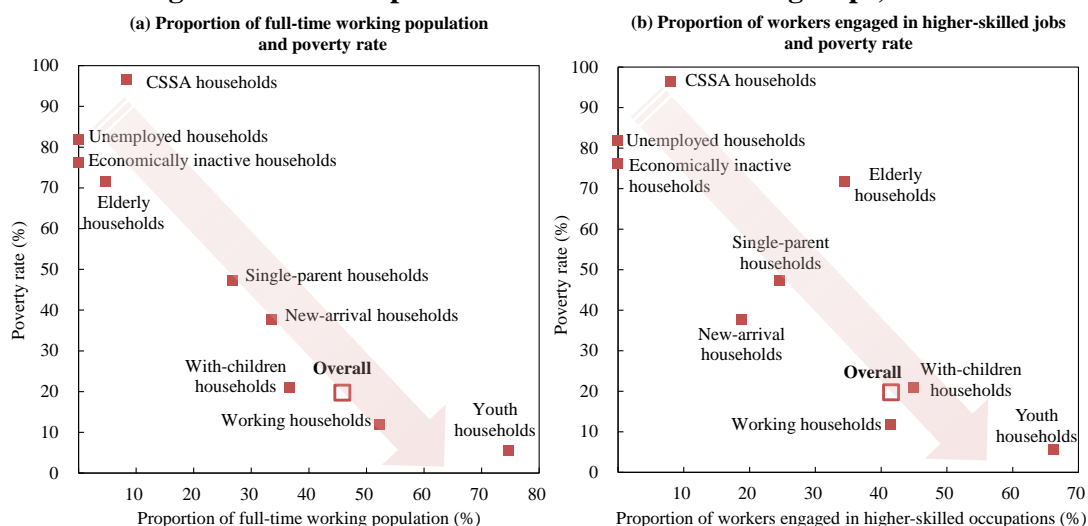 (a) Proportion of full-time working population
and poverty rate
100
90
80
70
60
50
40
30
20
10
0
Poverty rate (%)
CSSA households
Unemployed households
Economically inactive households
Elderly
households
Single-parent households
New-arrival households
With-children
households
Overall
Working households
Youth
households
10
20
30
40
50
60
70
80
Proportion of full-time working population (%)
(b) Proportion of workers engaged in higher-skilled jobs
and poverty rate
100
90
80
70
60
50
40
30
20
10
0
Poverty rate (%)
CSSA households
Unemployed households
Economically inactive
households
Elderly
households
Single-parent
households
New-arrival
households
Overall
With-children
households
Working households
Youth
households
10
20
30
40
50
60
70
Proportion of workers engaged in higher-skilled occupations (%)